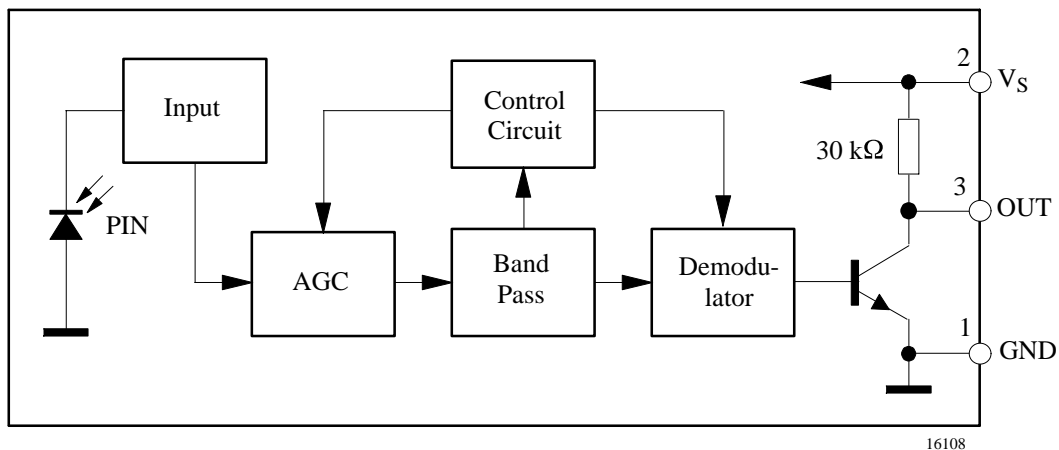 Input
PIN
AGC
Control
Circuit
Band
Pass
Demodu-
lator
30 kΩ
2
VS
3
OUT
1
GND
16108